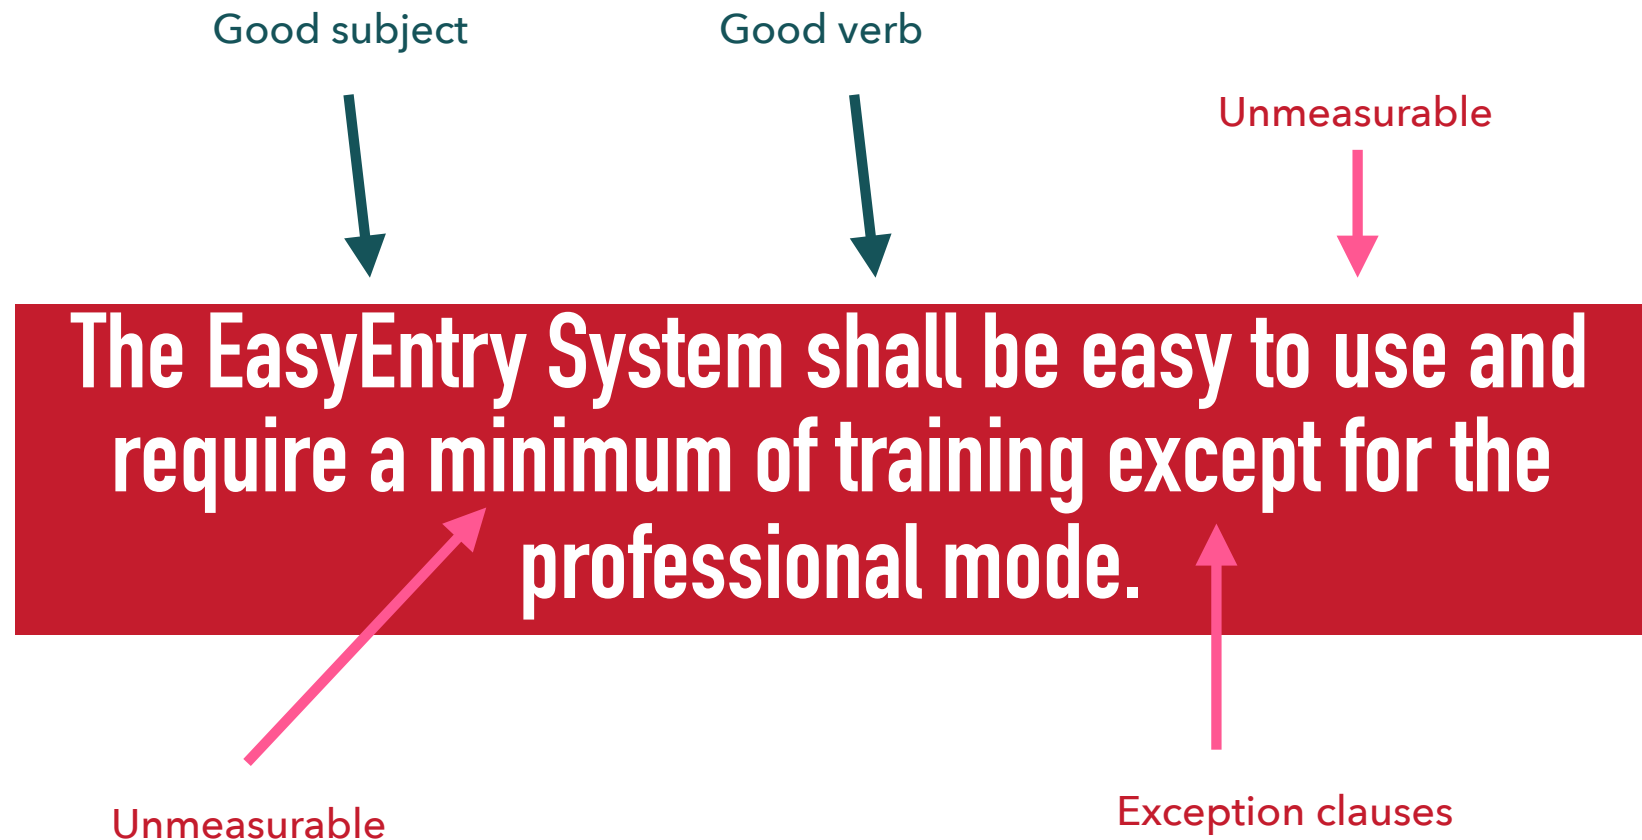 Good subject
Good verb
Unmeasurable
The EasyEntry System shall be easy to use and
require a minimum of training except for the
professional mode.
Unmeasurable
Exception clauses